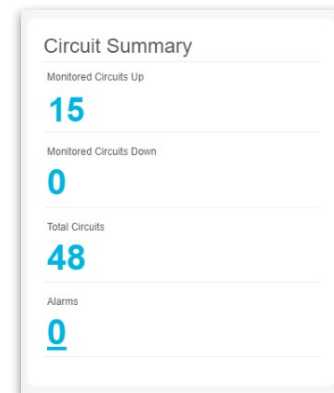 Circuit Summary
Monitored Circuits Up
15
Monitored Circuits Down
0
Total Circuits
48
Alarms
0